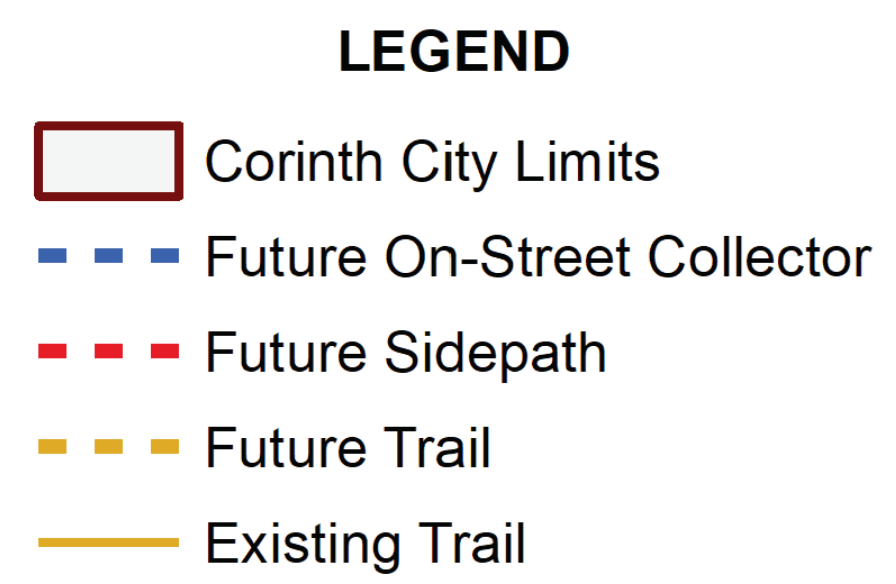 LEGEND
Corinth City Limits
Future On-Street Collector
Future Sidepath
Future Trail
Existing Trail